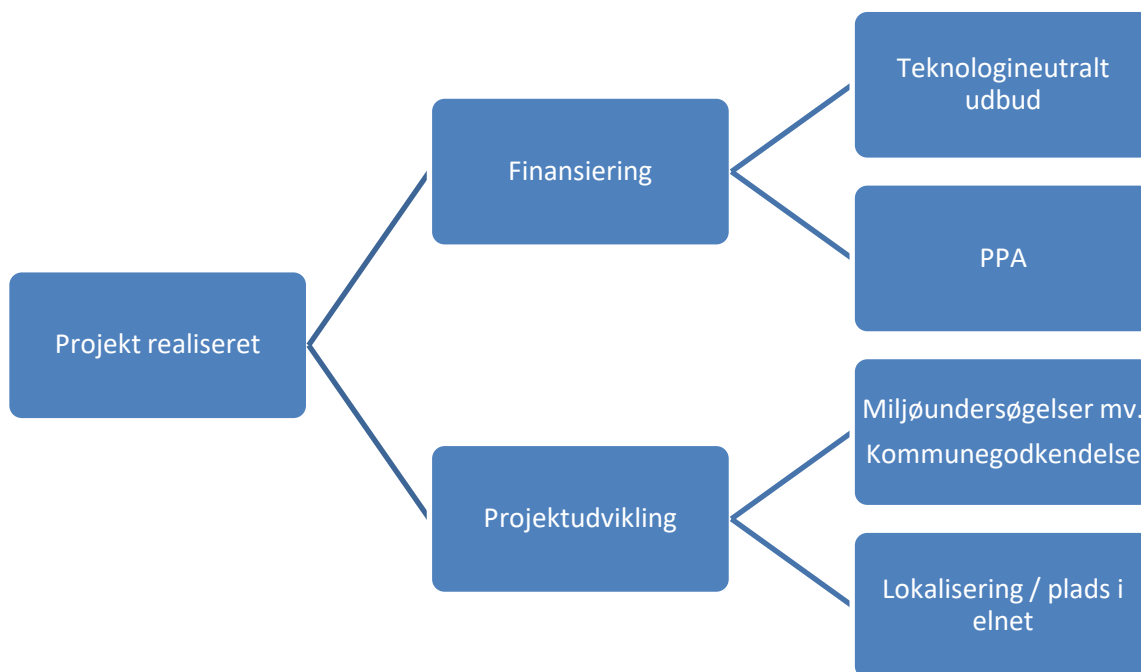 Teknologineutralt
udbud
Finansiering
PPA
Projekt realiseret
Miljøundersøgelser mv.
Kommunegodkendelse
Projektudvikling
Lokalisering / plads i
elnet